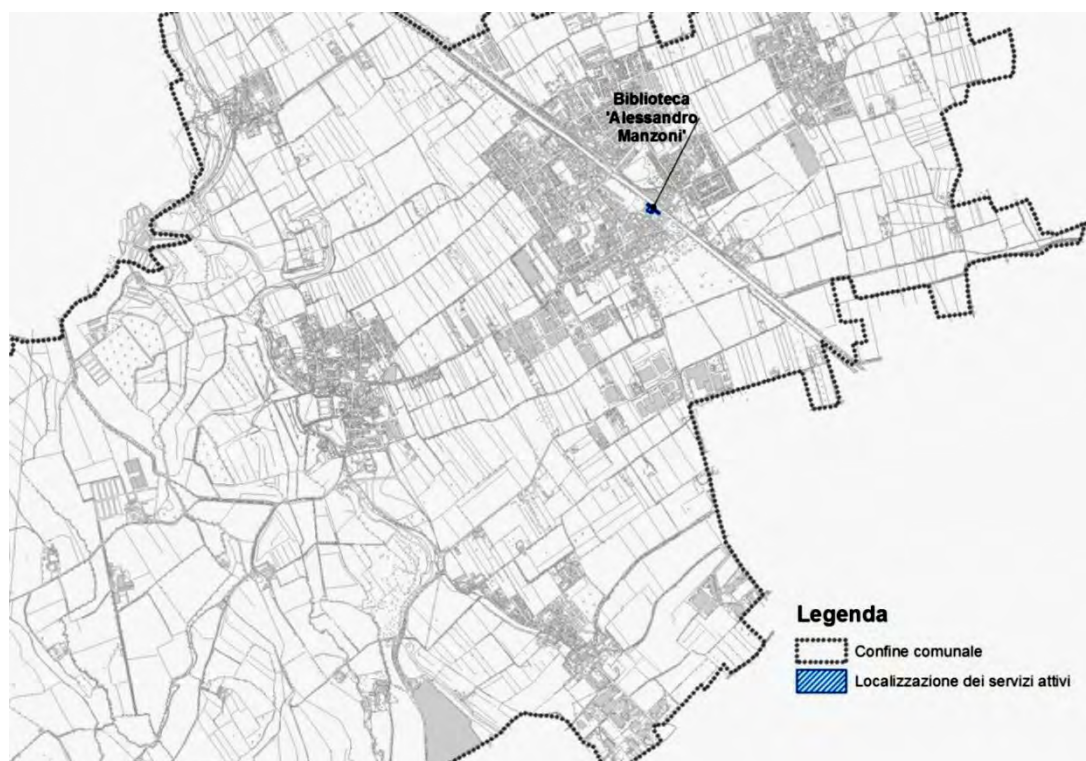 Biblioteca
'Alessandro
Manzoni'
Legenda
Confine comunale
Localizzazione dei servizi attivi